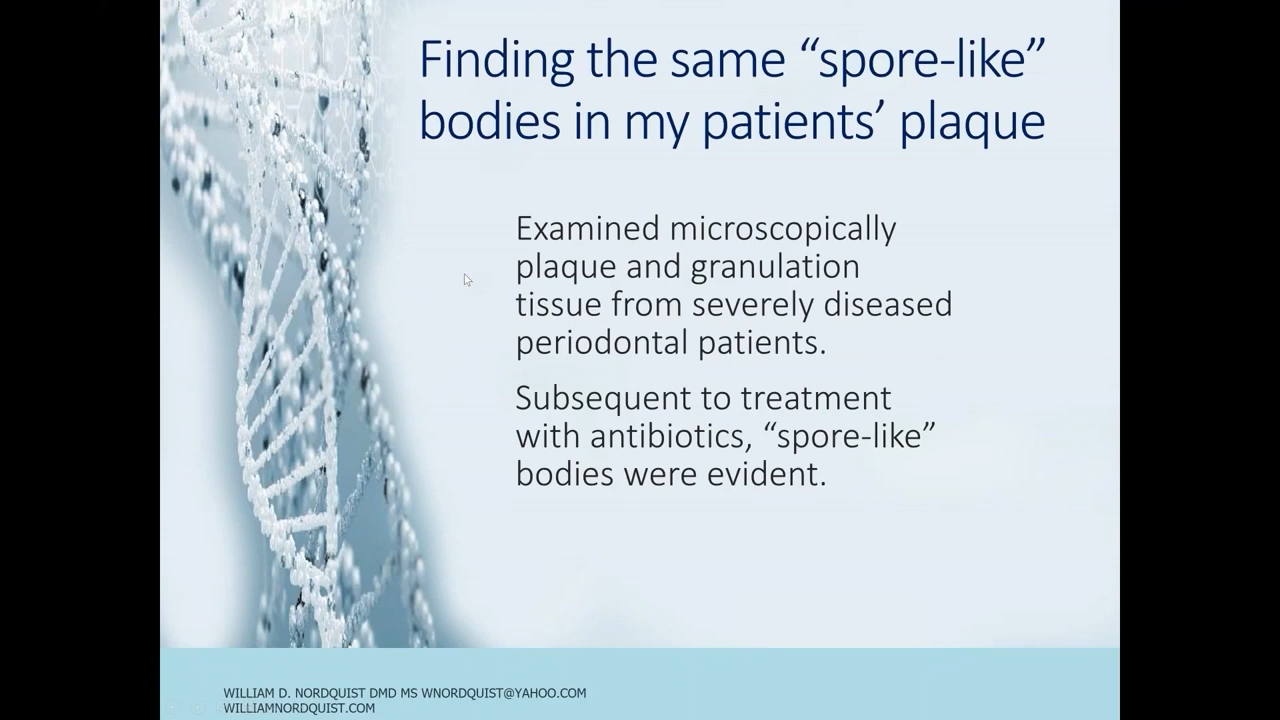 Finding the same “spore-like”
bodies in my patients’ plaque
Examined microscopically
plaque and granulation
tissue from severely diseased
periodontal patients.
Subsequent to treatment
with antibiotics, “spore-like”
bodies were evident.
WILLIAM D. NORDQUIST DMD MS WNORDQUIST@YAHOO.COM
WILLIAMNORDQUIST.COM